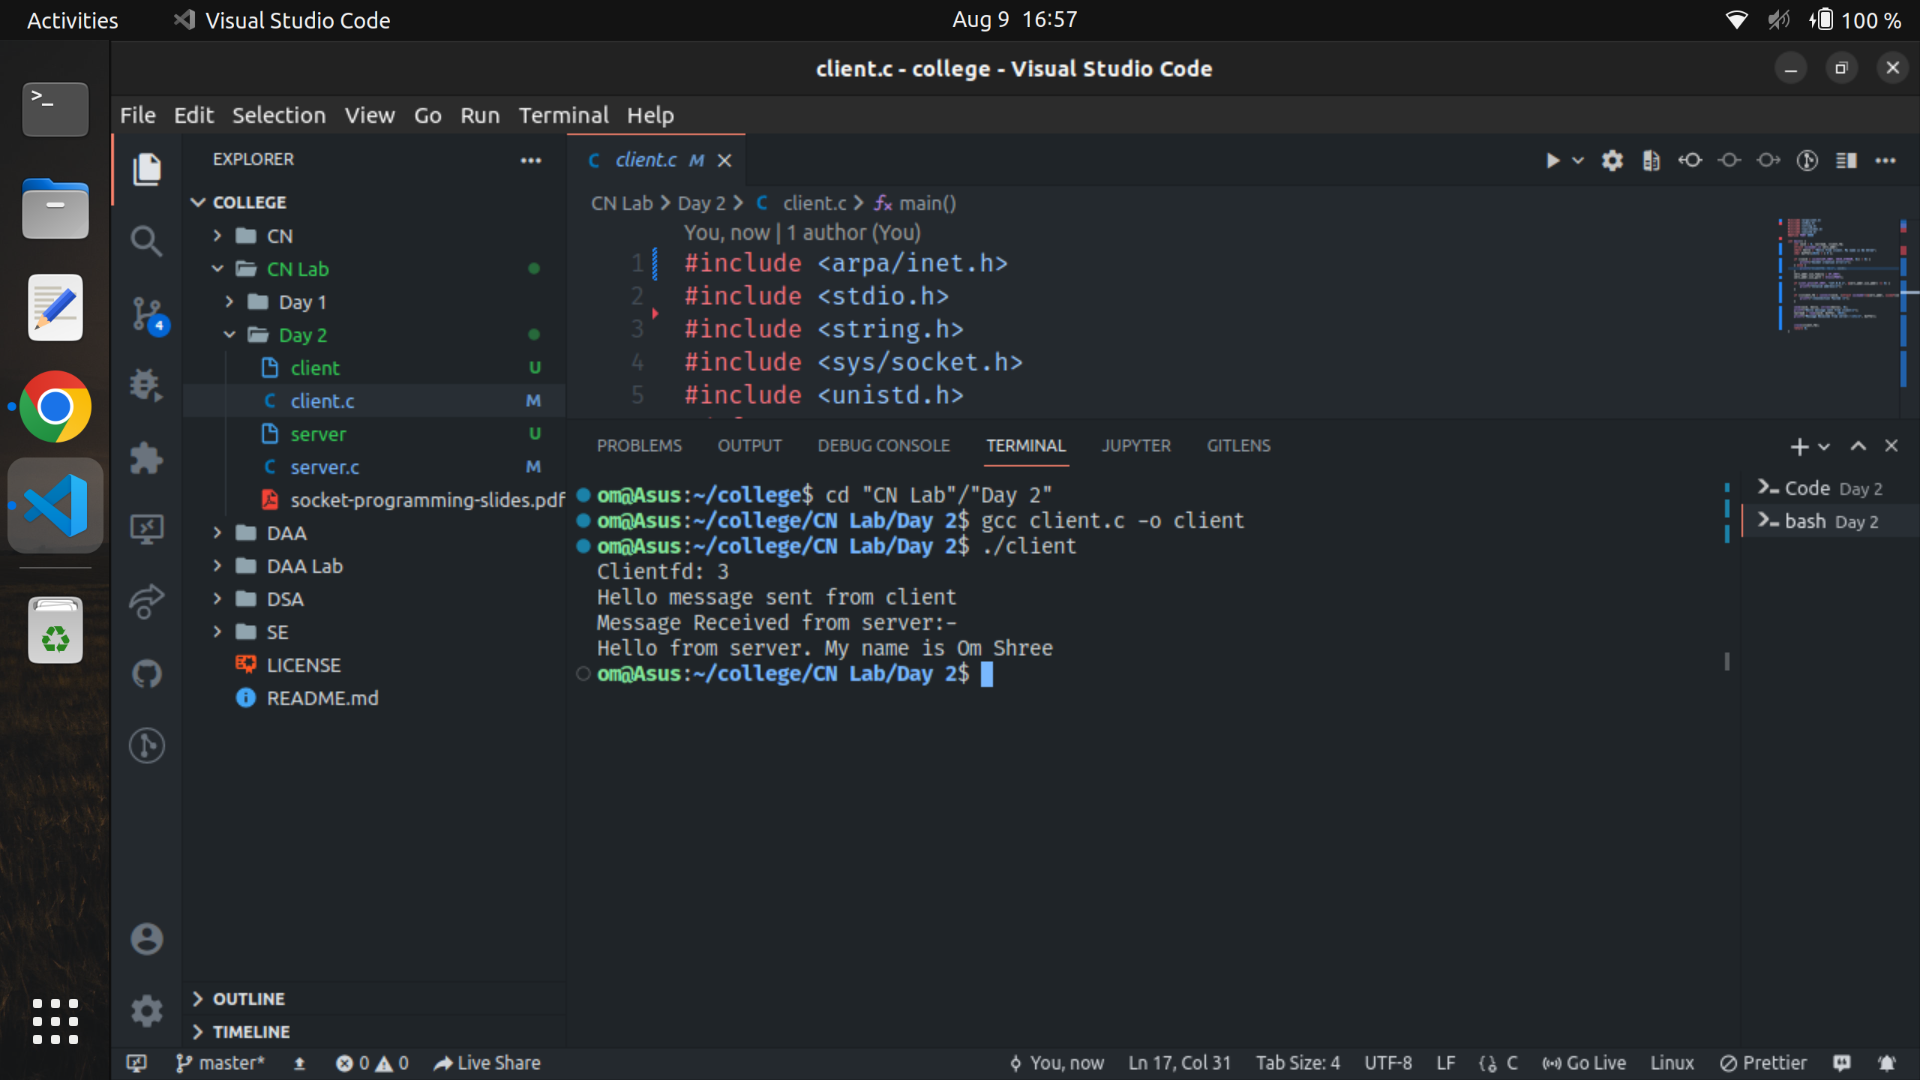 Activities
Visual Studio Code
Aug 9 16:57
100 %
client.c - college - Visual Studio Code
File Edit Selection View Go Run Terminal Help
EXPLORER
COLLEGE
CN
CN Lab
Day 1
Day 2
client U
client.c M
server U
server.c M
socket-programming-slides.pdf
DAA
DAA Lab
DSA
SE
LICENSE
README.md
OUTLINE
TIMELINE
4
client.c M
CN Lab > Day 2 > C client.c > main()
You, now | 1 author (You)
1 #include <arpa/inet.h>
2 #include <stdio.h>
3 #include <string.h>
4 #include <sys/socket.h>
5 #include <unistd.h>
PROBLEMS OUTPUT DEBUG CONSOLE TERMINAL JUPYTER GITLENS
om@Asus:~/college$ cd "CN Lab"/"Day 2"
om@Asus:~/college/CN Lab/Day 2$ gcc client.c -o client
om@Asus:~/college/CN Lab/Day 2$ ./client
Clientfd: 3
Hello message sent from client
Message Received from server:-
Hello from server. My name is Om Shree
om@Asus:~/college/CN Lab/Day 2$
Code Day 2
bash Day 2
master* 0 0 Live Share You, now Ln 17, Col 31 Tab Size: 4 UTF-8 LF C Go Live Linux Prettier